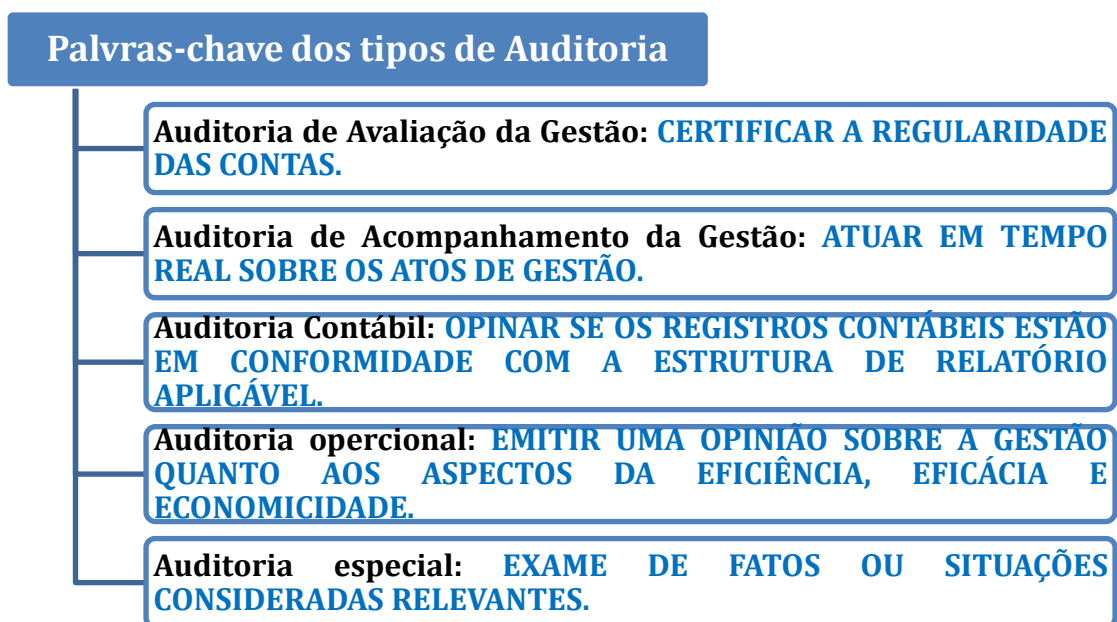 Palvras-chave dos tipos de Auditoria
Auditoria de Avaliação da Gestão: CERTIFICAR A REGULARIDADE
DAS CONTAS.
Auditoria de Acompanhamento da Gestão: ATUAR EM TEMPO
REAL SOBRE OS ATOS DE GESTÃO.
Auditoria Contábil: OPINAR SE OS REGISTROS CONTÁBEIS ESTÃO
EM CONFORMIDADE COM A ESTRUTURA DE RELATÓRIO
APLICÁVEL.
Auditoria opercional: EMITIR UMA OPINIÃO SOBRE A GESTÃO
QUANTO AOS ASPECTOS DA EFICIÊNCIA, EFICÁCIA E
ECONOMICIDADE.
Auditoria especial: EXAME DE FATOS OU SITUAÇÕES
CONSIDERADAS RELEVANTES.